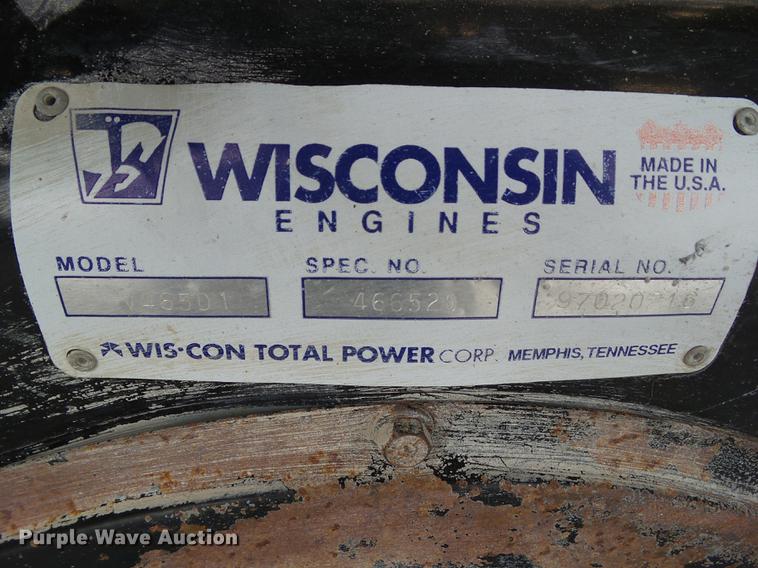 WISCONSIN
ENGINES
MADE IN
THE U.S.A.
MODEL SPEC. NO. SERIAL NO.
V-65D1
WIS-CON TOTAL POWER CORP. MEMPHIS, TENNESSEE
Purple Wave Auction